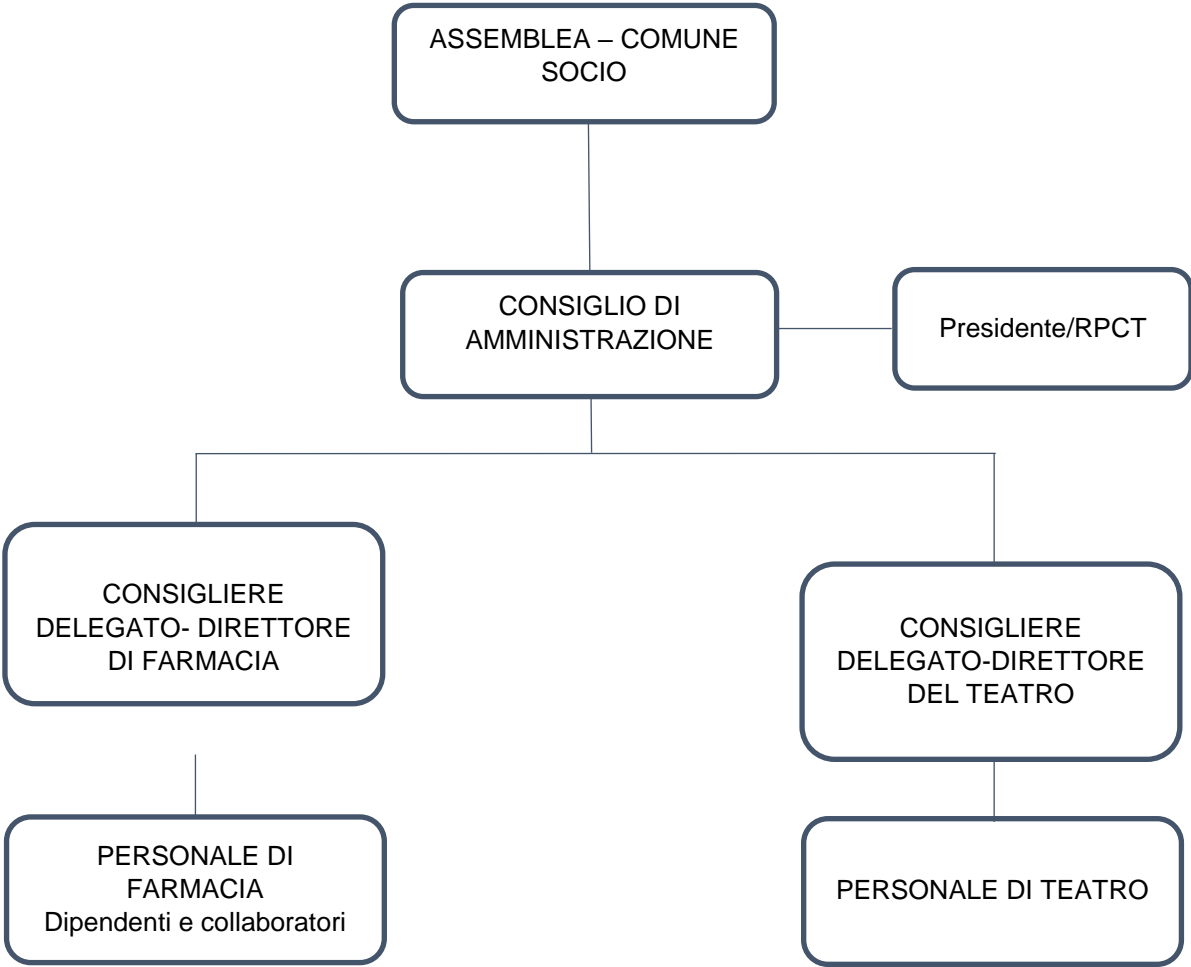 ASSEMBLEA – COMUNE
SOCIO
CONSIGLIO DI
AMMINISTRAZIONE
Presidente/RPCT
CONSIGLIERE
DELEGATO- DIRETTORE
DI FARMACIA
CONSIGLIERE
DELEGATO-DIRETTORE
DEL TEATRO
PERSONALE DI
FARMACIA
Dipendenti e collaboratori
PERSONALE DI TEATRO